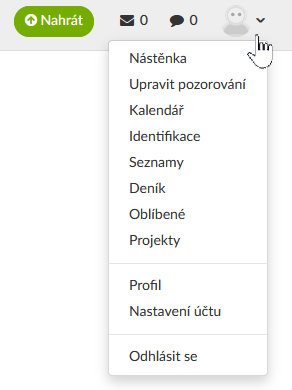 Nahrát 0 0
Nástěnka
Upravit pozorování
Kalendář
Identifikace
Seznamy
Deník
Oblíbené
Projekty
Profil
Nastavení účtu
Odhlásit se